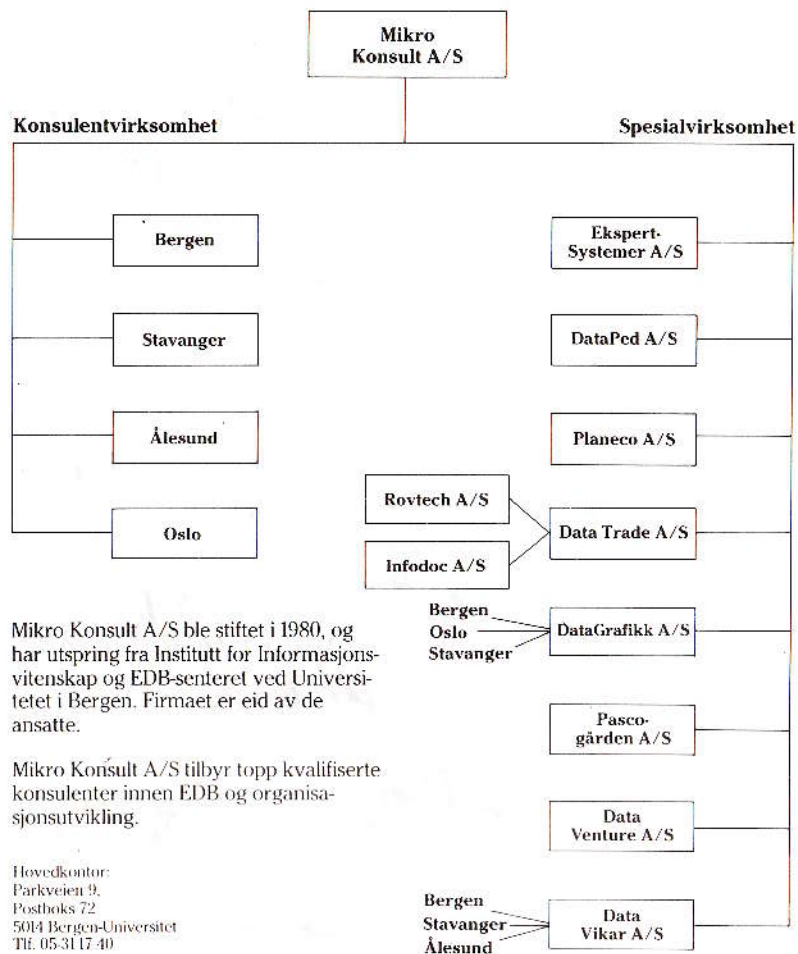 Mikro
Konsult A/S
Konsulentvirksomhet
Spesialvirksomhet
Bergen
Stavanger
Ålesund
Oslo
Ekspert-
Systemer A/S
DataPed A/S
Planeco A/S
Rovtech A/S
Infodoc A/S
Data Trade A/S
Bergen
Oslo
Stavanger
DataGrafikk A/S
Pasco-
gården A/S
Data
Venture A/S
Bergen
Stavanger
Ålesund
Data
Vikar A/S
Mikro Konsult A/S ble stiftet i 1980, og
har utspring fra Institutt for Informasjons-
vitenskap og EDB-senteret ved Universi-
tetet i Bergen. Firmaet er eid av de
ansatte.
Mikro Konsult A/S tilbyr topp kvalifiserte
konsulenter innen EDB og organisa-
sjonsutvikling.
Hovedkontor:
Parkveien 9,
Postboks 72
5014 Bergen-Universitet
Tlf. 05-31 17 40